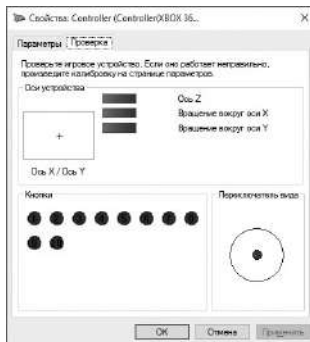 Свойства: Controller (Controller(XBOX 36...
Параметры Проверка
Проверьте игровое устройство. Если оно работает неправильно,
произведите калибровку на странице параметров.
Оси устройства
Ось Z
Вращение вокруг оси X
Вращение вокруг оси Y
Ось X / Ось Y
Кнопки
Переключатель вида
OK Отмена Применить